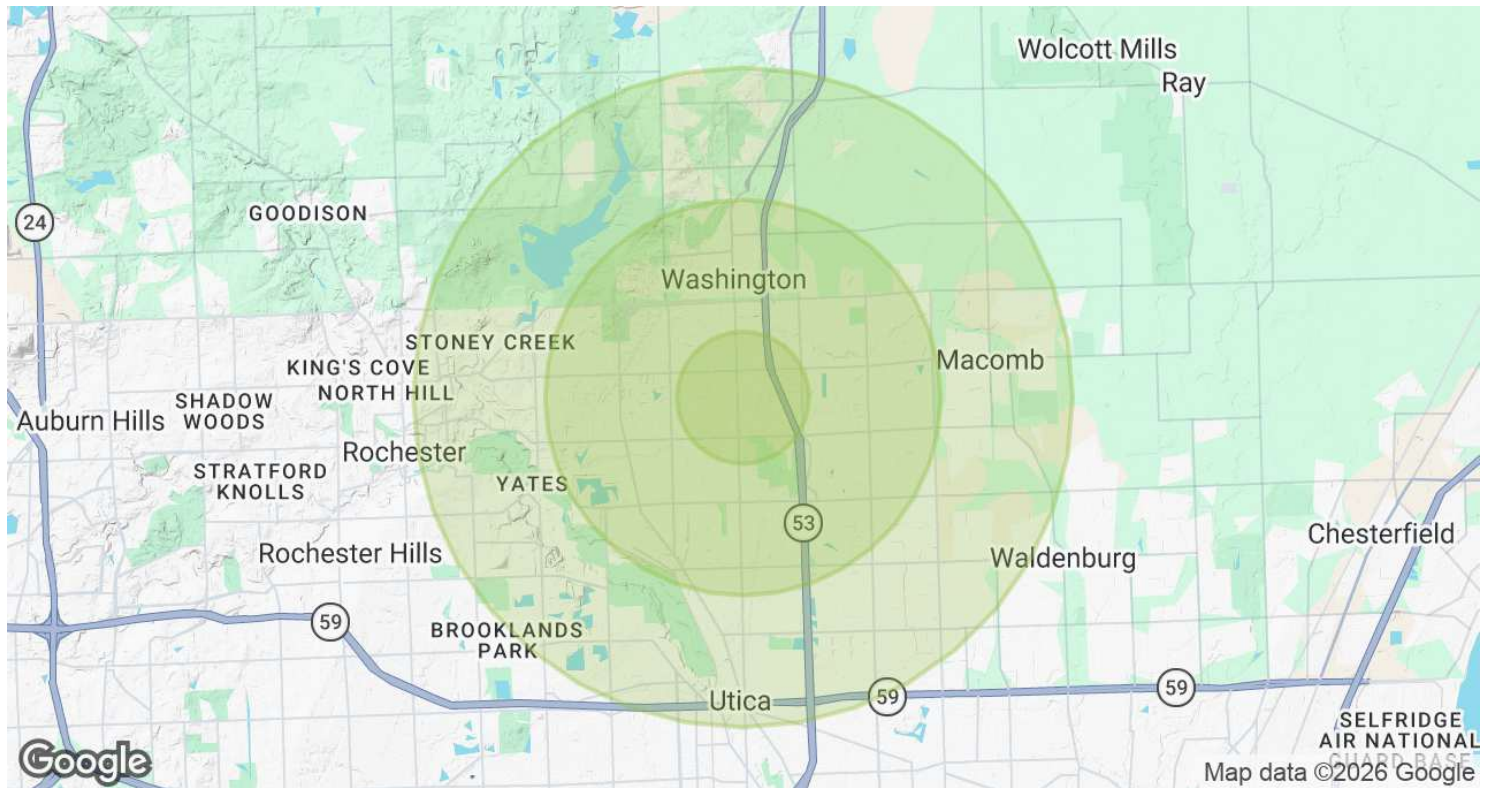 Wolcott Mills
Ray
24
GOODISON
Washington
STONEY CREEK
KING'S COVE
NORTH HILL
Macomb
SHADOW
WOODS
Auburn Hills
Rochester
STRATFORD
KNOLLS
YATES
53
Chesterfield
Rochester Hills
Waldenburg
59
BROOKLANDS
PARK
Utica
59
59
SELFRIDGE
AIR NATIONAL
GUARD BASE
Google
Map data ©2026 Google